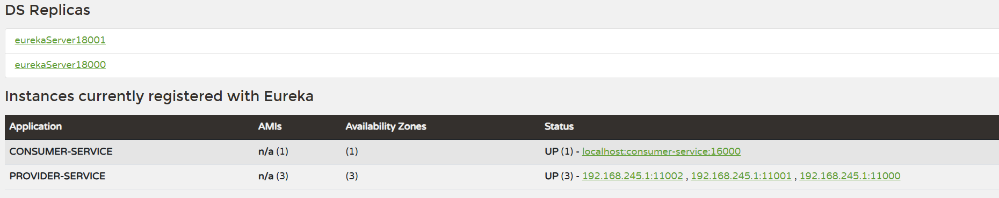 DS Replicas
eurekaServer18001
eurekaServer18000
Instances currently registered with Eureka
Application AMIs Availability Zones Status
CONSUMER-SERVICE n/a (1) (1) UP (1) - localhost:consumer-service:16000
PROVIDER-SERVICE n/a (3) (3) UP (3) - 192.168.245.1:11002 , 192.168.245.1:11001 , 192.168.245.1:11000